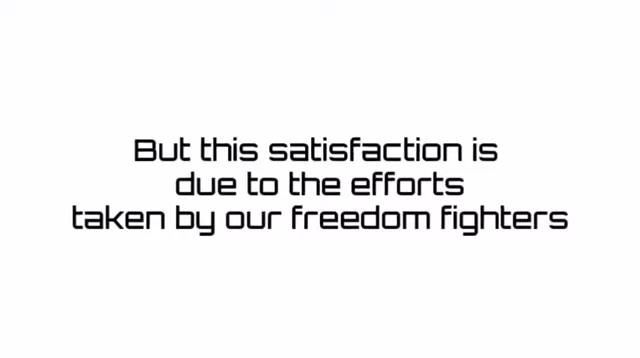 But this satisfaction is
due to the efforts
taken by our freedom fighters